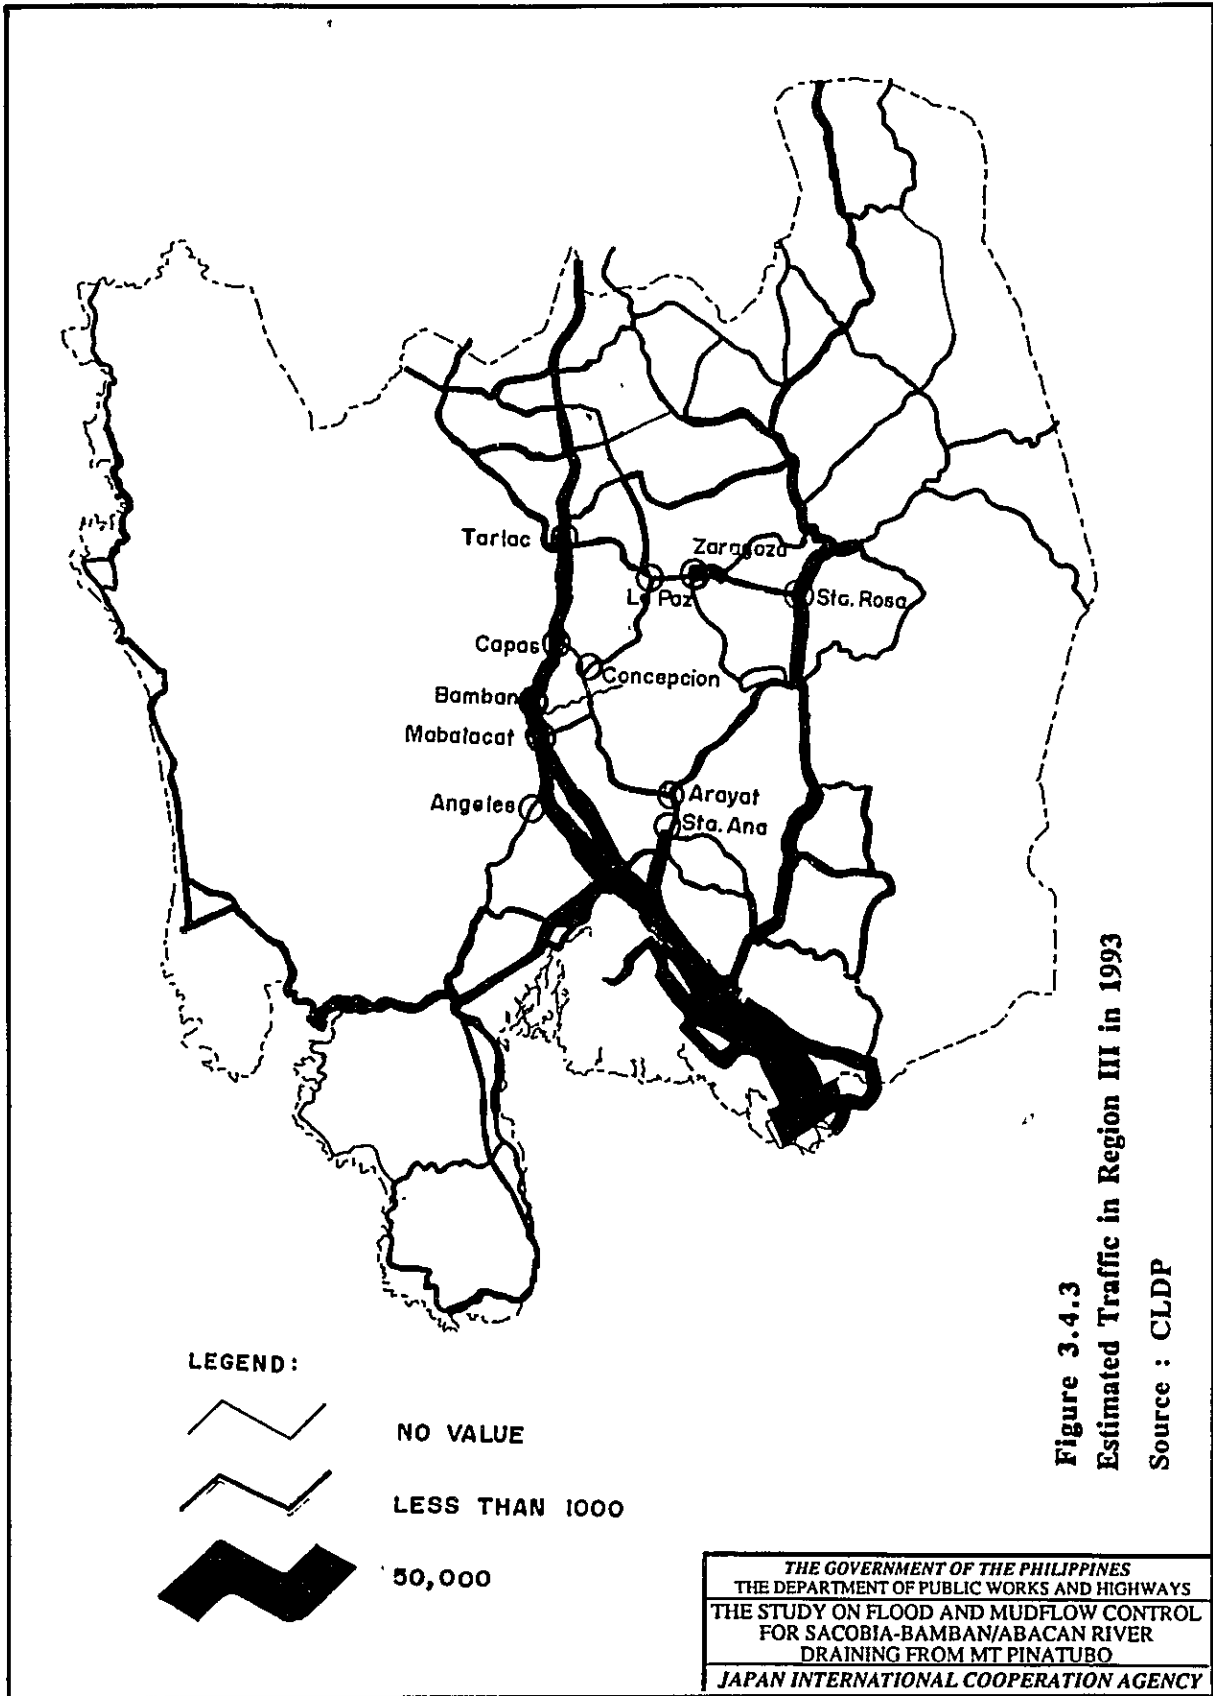 Tarlac
Zaragoza
La Paz
Sta. Rosa
Capas
Concepcion
Bamban
Mabalacat
Angeles
Arayat
Sta. Ana
LEGEND:
NO VALUE
LESS THAN 1000
50,000
Figure 3.4.3
Estimated Traffic in Region III in 1993
Source : CLDP
THE GOVERNMENT OF THE PHILIPPINES
THE DEPARTMENT OF PUBLIC WORKS AND HIGHWAYS
THE STUDY ON FLOOD AND MUDFLOW CONTROL
FOR SACOBIA-BAMBAN/ABACAN RIVER
DRAINING FROM MT PINATUBO
JAPAN INTERNATIONAL COOPERATION AGENCY